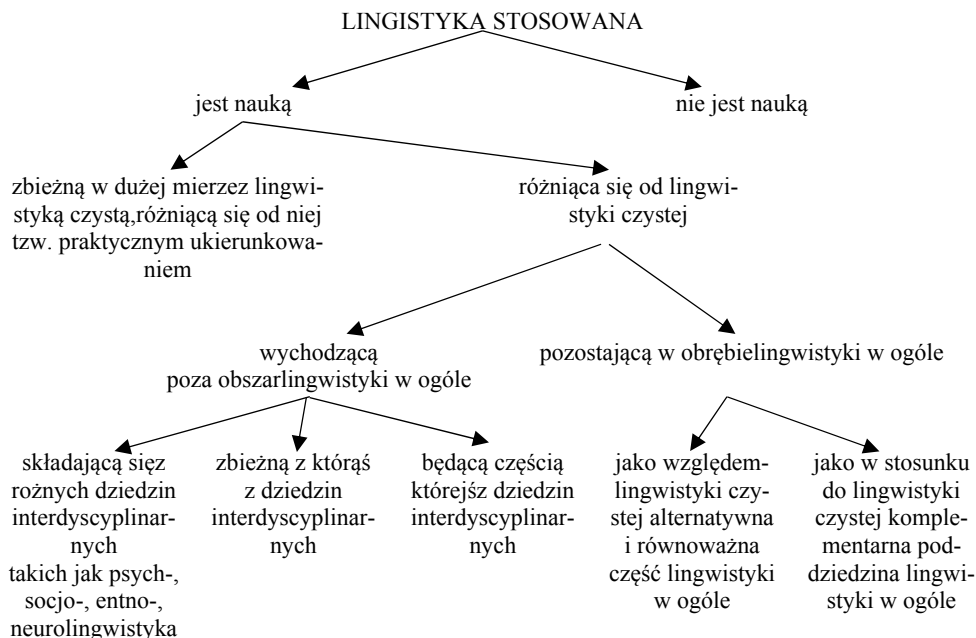 LINGISTYKA STOSOWANA
jest nauką
nie jest nauką
zbieżną w dużej mierzez lingwi-
styką czystą,różniącą się od niej
tzw. praktycznym ukierunkowa-
niem
różniąca się od lingwi-
styki czystej
wychodzącą
poza obszarlingwistyki w ogóle
pozostającą w obrębielingwistyki w ogóle
składającą sięz
rożnych dziedzin
interdyscyplinar-
nych
takich jak psych-,
socjo-, entno-,
neurolingwistyka
zbieżną z którąś
z dziedzin
interdyscyplinar-
nych
będącą częścią
którejśz dziedzin
interdyscyplinar-
nych
jako względem-
lingwistyki czy-
stej alternatywna
i równoważna
część lingwistyki
w ogóle
jako w stosunku
do lingwistyki
czystej komple-
mentarna pod-
dziedzina lingwi-
styki w ogóle